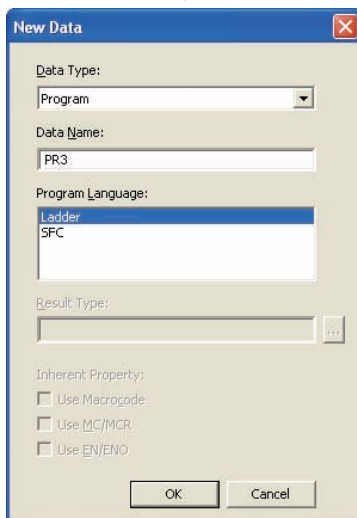 New Data
Data Type:
Program
Data Name:
PR3
Program Language:
Ladder
SFC
Result Type:
...
Inherent Property:
Use Macrocode
Use MC/MCR
Use EN/ENO
OK Cancel